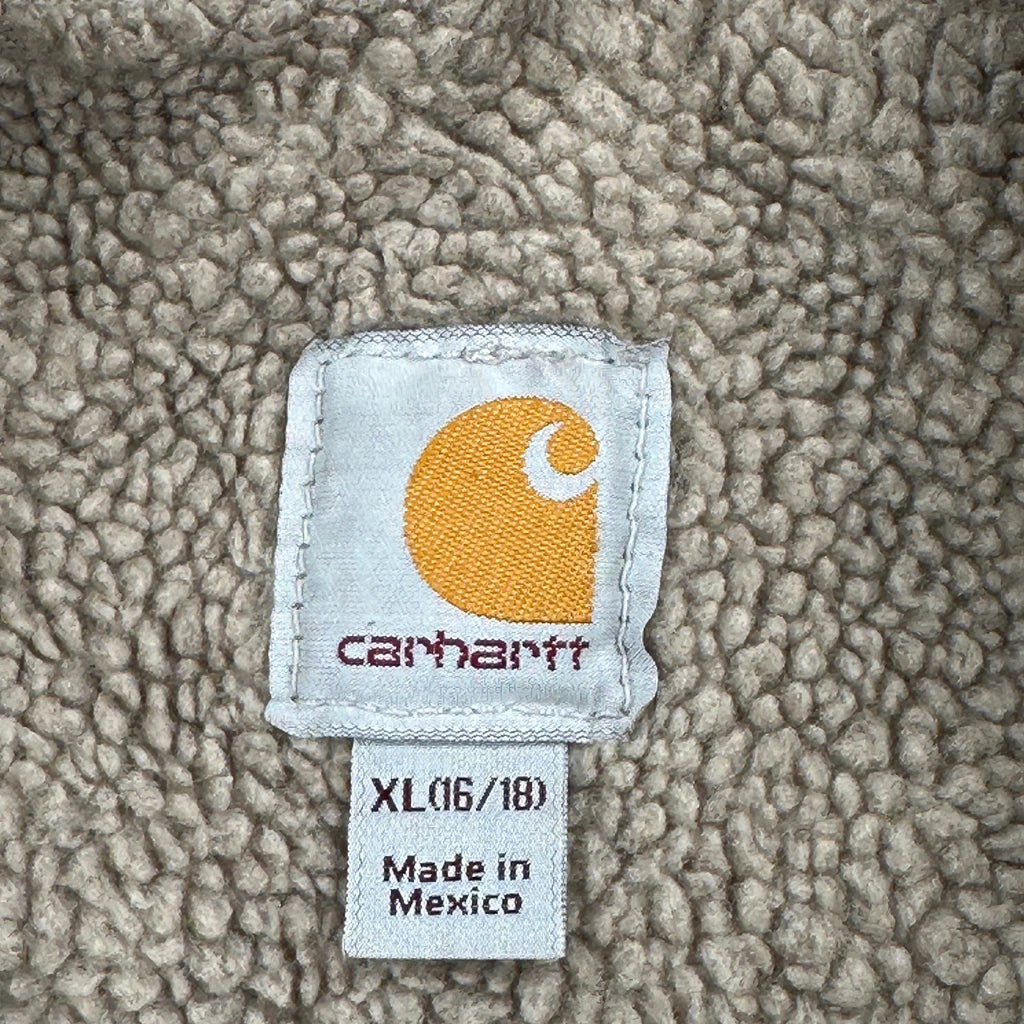 carhartt
XL(16/18)
Made in
Mexico